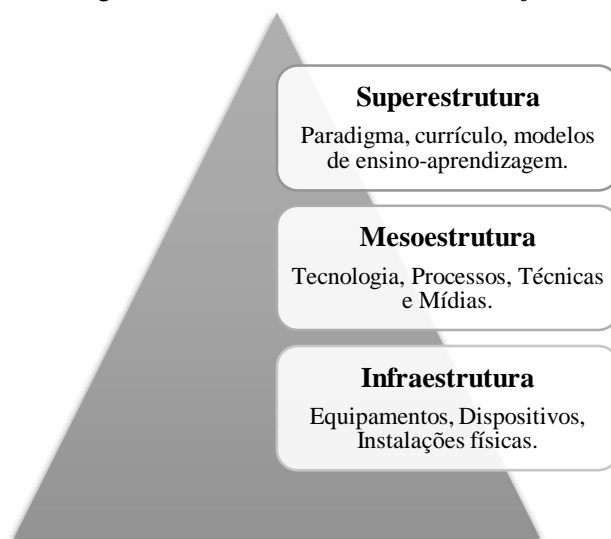 Superestrutura
Paradigma, currículo, modelos
de ensino-aprendizagem.
Mesoestrutura
Tecnologia, Processos, Técnicas
e Mídias.
Infraestrutura
Equipamentos, Dispositivos,
Instalações físicas.